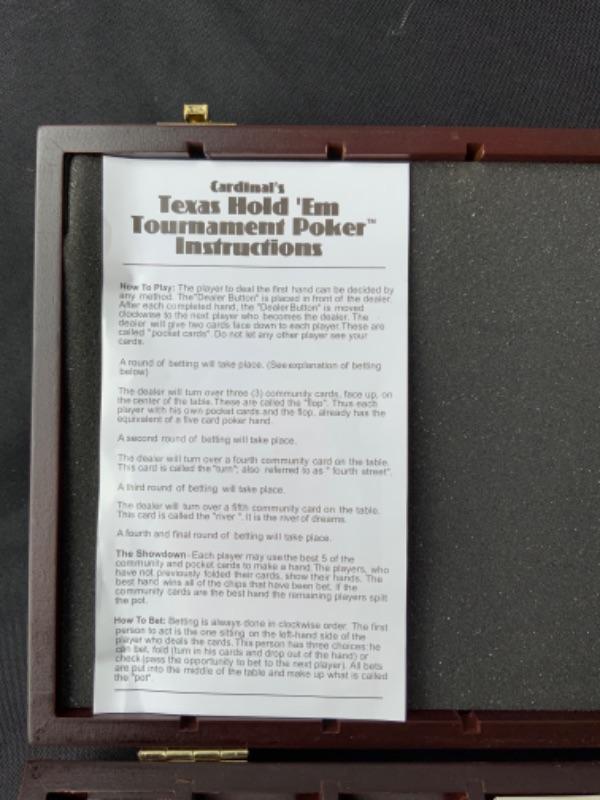 Cardinal's
Texas Hold 'Em
Tournament Poker™
Instructions
How To Play: The player to deal the first hand can be decided by
any method. The "Dealer Button" is placed in front of the dealer.
After each completed hand, the "Dealer Button" is moved
clockwise to the next player who becomes the dealer. The
dealer will give two cards face down to each player. These are
called "pocket cards". Do not let any other player see your
cards.
A round of betting will take place. (See explanation of betting
below)
The dealer will turn over three (3) community cards, face up, on
the center of the table. These are called the "flop". Thus each
player with his own pocket cards and the flop, already has the
equivalent of a five card poker hand.
A second round of betting will take place.
The dealer will turn over a fourth community card on the table.
This card is called the "turn"; also referred to as " fourth street".
A third round of betting will take place.
The dealer will turn over a fifth community card on the table.
This card is called the "river ". It is the river of dreams.
A fourth and final round of betting will take place.
The Showdown-Each player may use the best 5 of the
community and pocket cards to make a hand. The players, who
have not previously folded their cards, show their hands. The
best hand wins all of the chips that have been bet. If the
community cards are the best hand the remaining players split
the pot.
How To Bet: Betting is always done in clockwise order. The first
person to act is the one sitting on the left-hand side of the
player who deals the cards. This person has three choices: he
can bet, fold (turn in his cards and drop out of the hand) or
check (pass the opportunity to bet to the next player). All bets
are put into the middle of the table and make up what is called
the "pot".